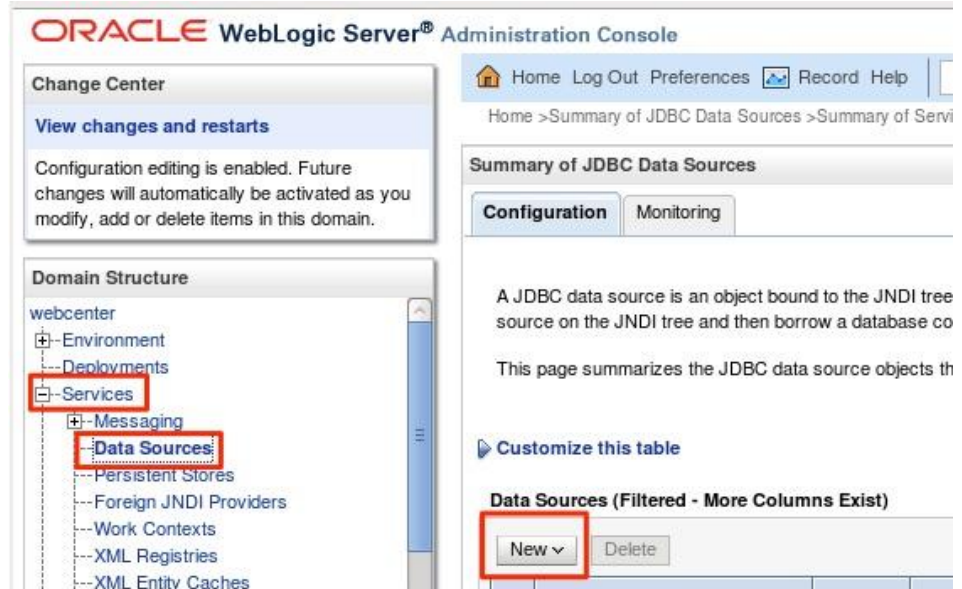 ORACLE WebLogic Server® Administration Console
Change Center
View changes and restarts
Configuration editing is enabled. Future
changes will automatically be activated as you
modify, add or delete items in this domain.
Domain Structure
webcenter
Environment
Deployments
Services
Messaging
Data Sources
Persistent Stores
Foreign JNDI Providers
Work Contexts
XML Registries
XML Entity Caches
Home Log Out Preferences Record Help
Home >Summary of JDBC Data Sources >Summary of Servi
Summary of JDBC Data Sources
Configuration Monitoring
A JDBC data source is an object bound to the JNDI tree
source on the JNDI tree and then borrow a database co
This page summarizes the JDBC data source objects th
Customize this table
Data Sources (Filtered - More Columns Exist)
New Delete